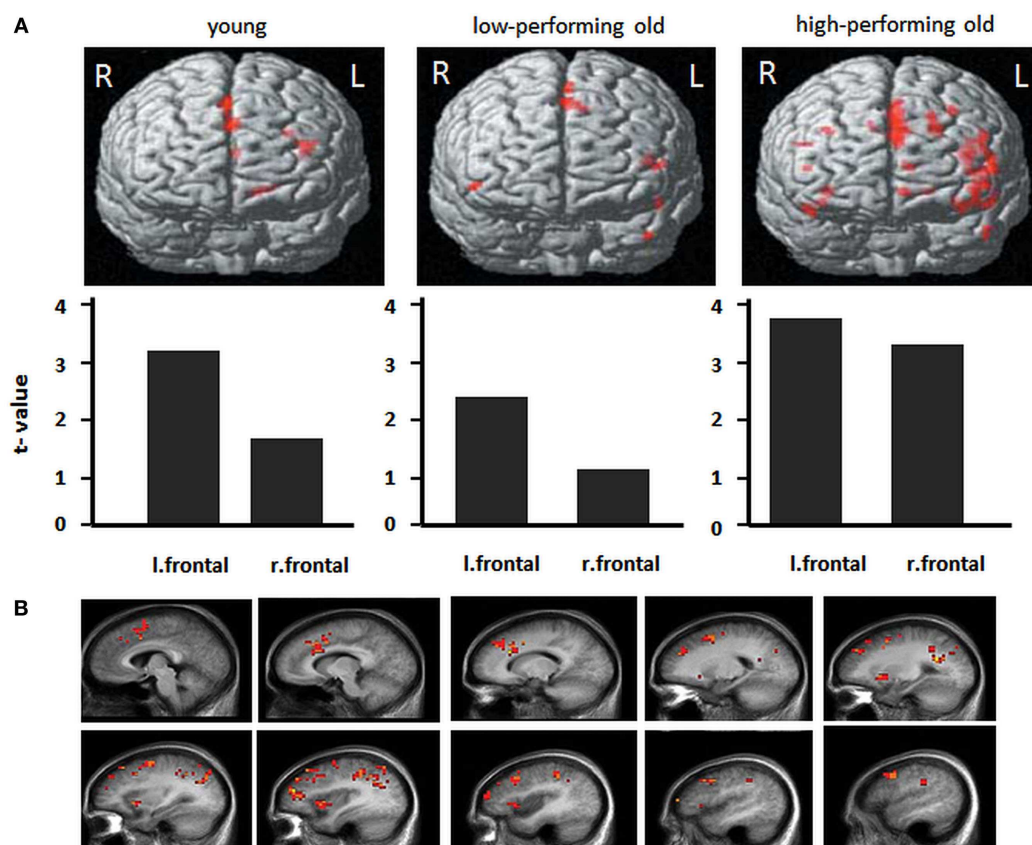 A
young
low-performing old
high-performing old
R L
R L
R L
t- value
4
3
2
1
0
4
3
2
1
0
4
3
2
1
0
l.frontal r.frontal
l.frontal r.frontal
l.frontal r.frontal
B